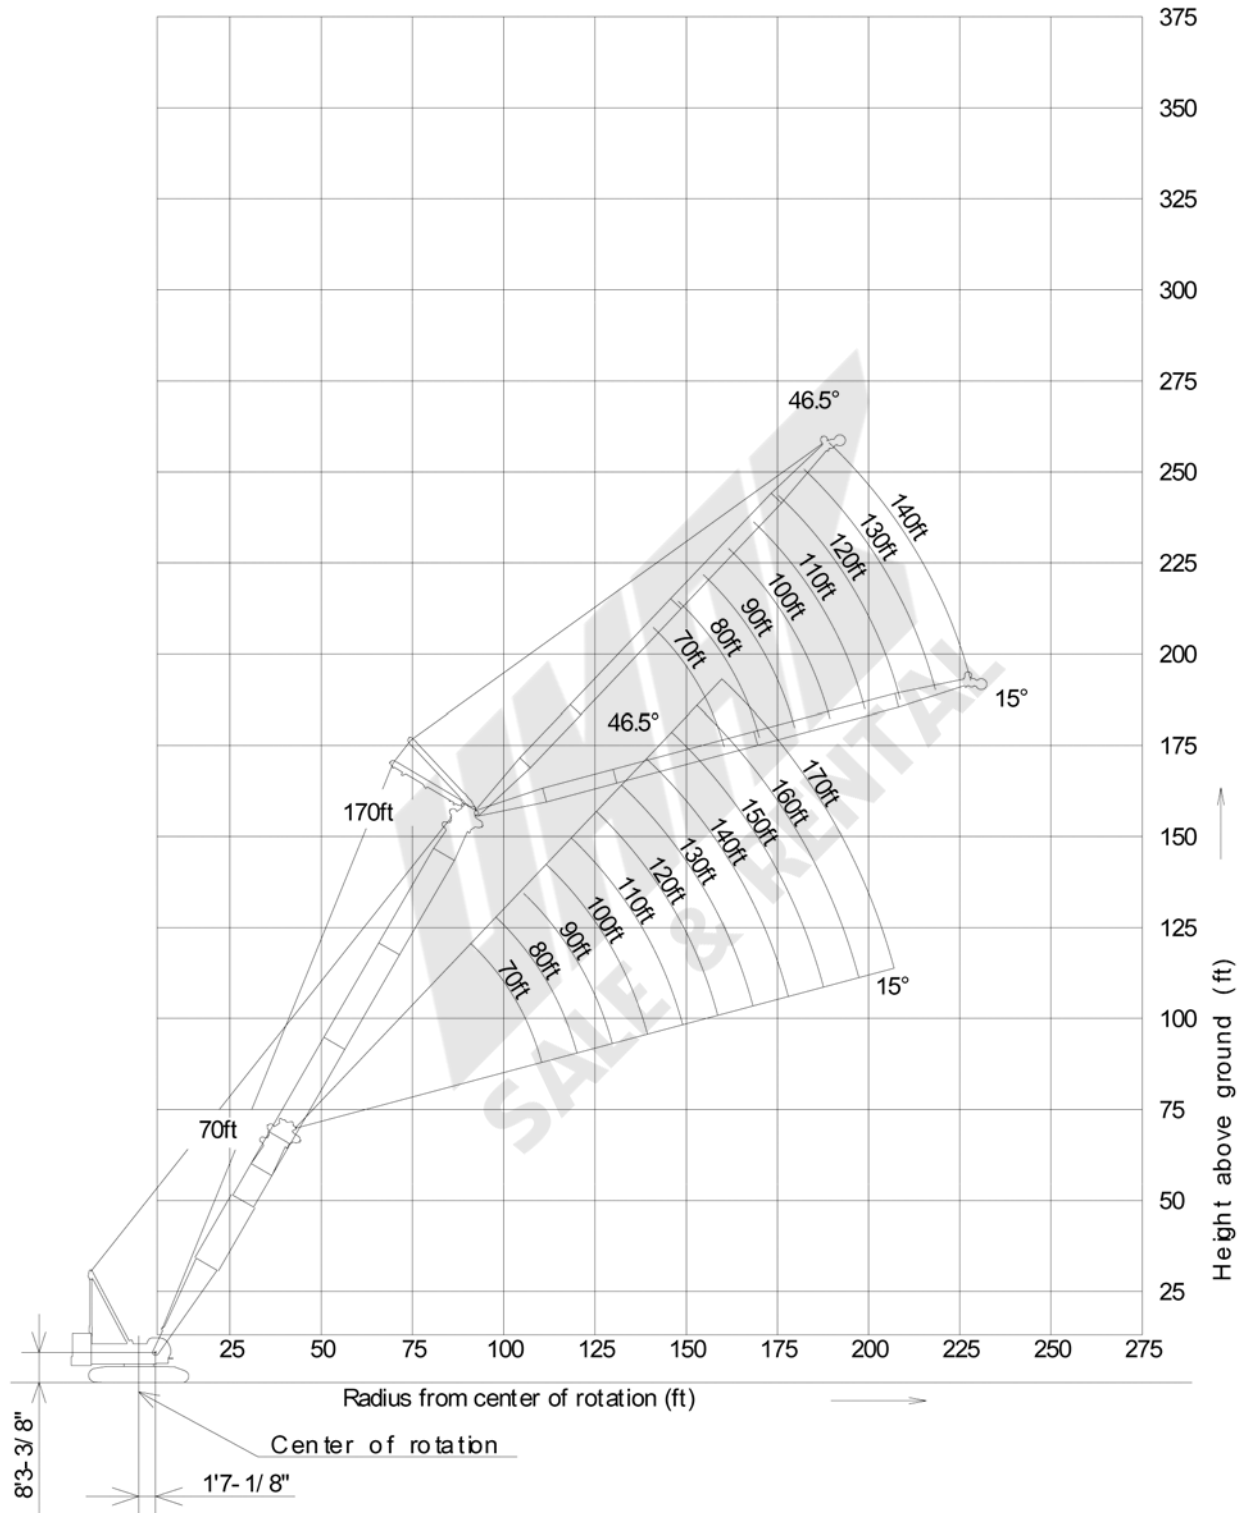 375
350
325
300
275
46.5°
250
140ft
130ft
120ft
110ft
100ft
90ft
80ft
70ft
225
200
15°
46.5°
175
170ft
170ft
160ft
150ft
140ft
130ft
120ft
110ft
100ft
90ft
80ft
70ft
150
125
15°
100
75
70ft
50
25
Height above ground (ft)
SALE & RENTAL
25 50 75 100 125 150 175 200 225 250 275
Radius from center of rotation (ft)
Center of rotation
8'3-3/8"
1'7-1/8"